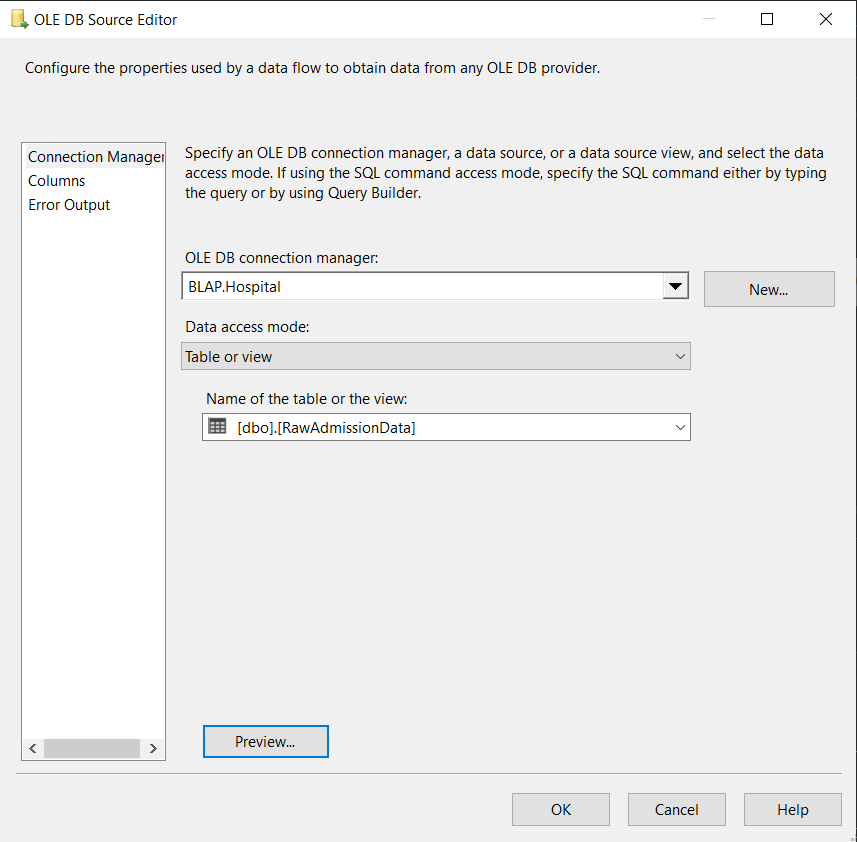 OLE DB Source Editor
Configure the properties used by a data flow to obtain data from any OLE DB provider.
Connection Manager
Columns
Error Output
Specify an OLE DB connection manager, a data source, or a data source view, and select the data
access mode. If using the SQL command access mode, specify the SQL command either by typing
the query or by using Query Builder.
OLE DB connection manager:
BLAP.Hospital
New...
Data access mode:
Table or view
Name of the table or the view:
[dbo].[RawAdmissionData]
Preview...
OK
Cancel
Help